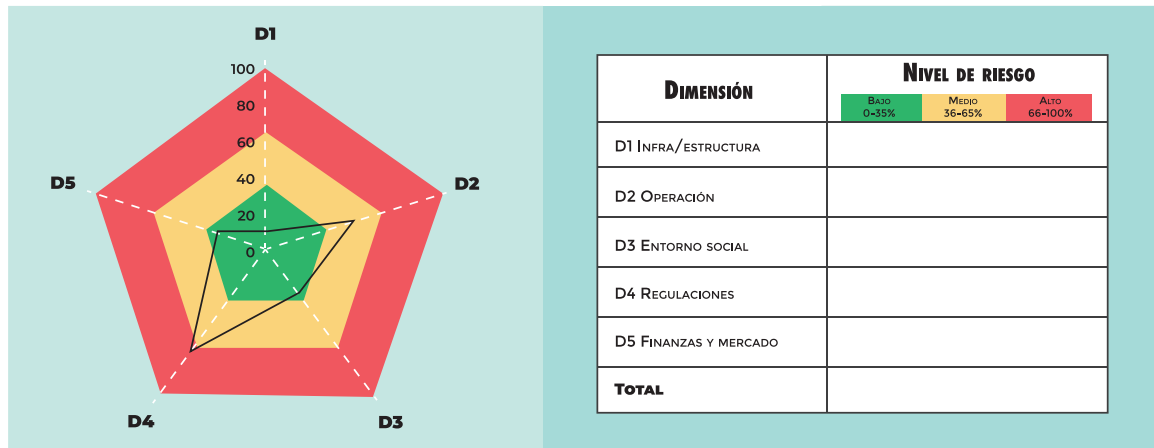 D1
100
80
60
40
20
0
D2
D3
D4
D5
Dimensión
Nivel de riesgo
Bajo
0-35%
Medio
36-65%
Alto
66-100%
D1 Infra/estructura
D2 Operación
D3 Entorno social
D4 Regulaciones
D5 Finanzas y mercado
Total